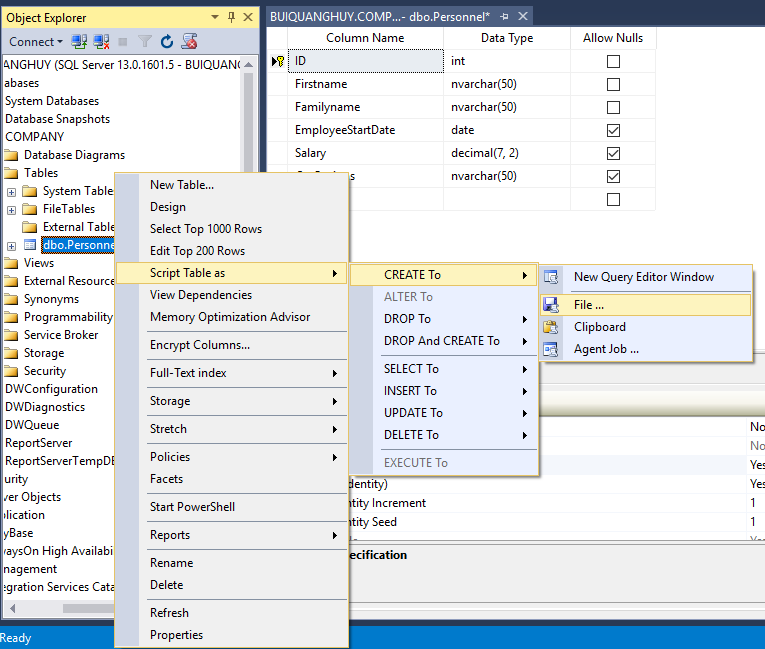 Object Explorer
Connect
ANGHUY (SQL Server 13.0.1601.5 - BUIQUANG
abases
System Databases
Database Snapshots
COMPANY
Database Diagrams
Tables
System Table
FileTables
External Table
dbo.Personne
Views
External Resource
Synonyms
Programmability
Service Broker
Storage
Security
DWConfiguration
DWDiagnostics
DWQueue
ReportServer
ReportServerTempDB
urity
ver Objects
plication
yBase
waysOn High Availabi
nagement
egration Services Cata
Ready
BUIQUANGHUY.COMP...- dbo.Personnel*
Column Name Data Type Allow Nulls
ID int
Firstname nvarchar(50)
Familyname nvarchar(50)
EmployeeStartDate date
Salary decimal(7, 2)
nvarchar(50)
New Table...
Design
Select Top 1000 Rows
Edit Top 200 Rows
Script Table as
View Dependencies
Memory Optimization Advisor
Encrypt Columns...
Full-Text index
Storage
Stretch
Policies
Facets
Start PowerShell
Reports
Rename
Delete
Refresh
Properties
CREATE To
ALTER To
DROP To
DROP And CREATE To
SELECT To
INSERT To
UPDATE To
DELETE To
EXECUTE To
New Query Editor Window
File ...
Clipboard
Agent Job ...
No
No
Yes
dentity) Yes
ntity Increment 1
ntity Seed 1
ecification